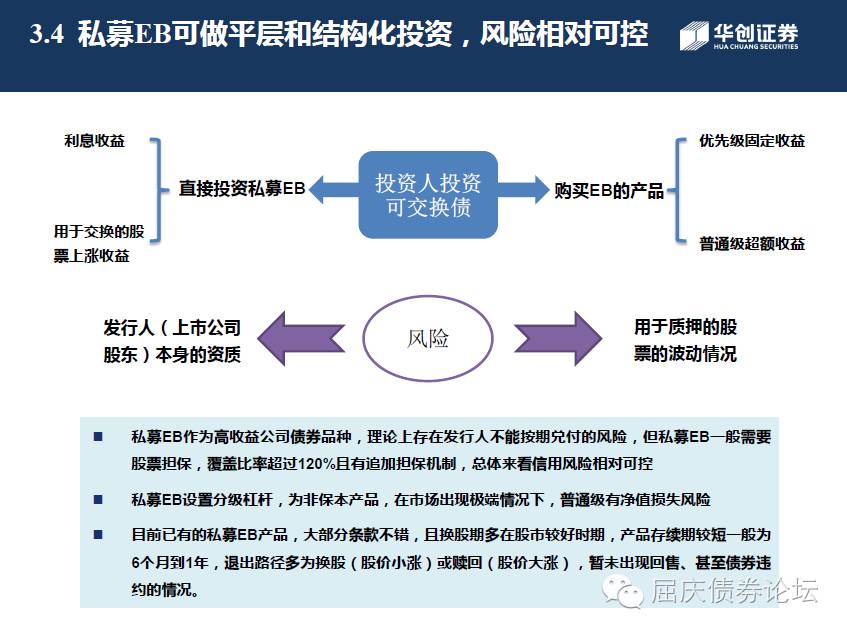 3.4 私募EB可做平层和结构化投资，风险相对可控
华创证券
HUA CHUANG SECURITIES
利息收益
用于交换的股
票上涨收益
直接投资私募EB
投资人投资
可交换债
购买EB的产品
优先级固定收益
普通级超额收益
发行人（上市公司
股东）本身的资质
风险
用于质押的股
票的波动情况
■ 私募EB作为高收益公司债券品种，理论上存在发行人不能按期兑付的风险，但私募EB一般需要
股票担保，覆盖比率超过120%且有追加担保机制，总体来看信用风险相对可控
■ 私募EB设置分级杠杆，为非保本产品，在市场出现极端情况下，普通级有净值损失风险
■ 目前已有的私募EB产品，大部分条款不错，且换股期多在股市较好时期，产品存续期较短一般为
6个月到1年，退出路径多为换股（股价小涨）或赎回（股价大涨），暂未出现回售、甚至债券违
约的情况。
屈庆债券论坛